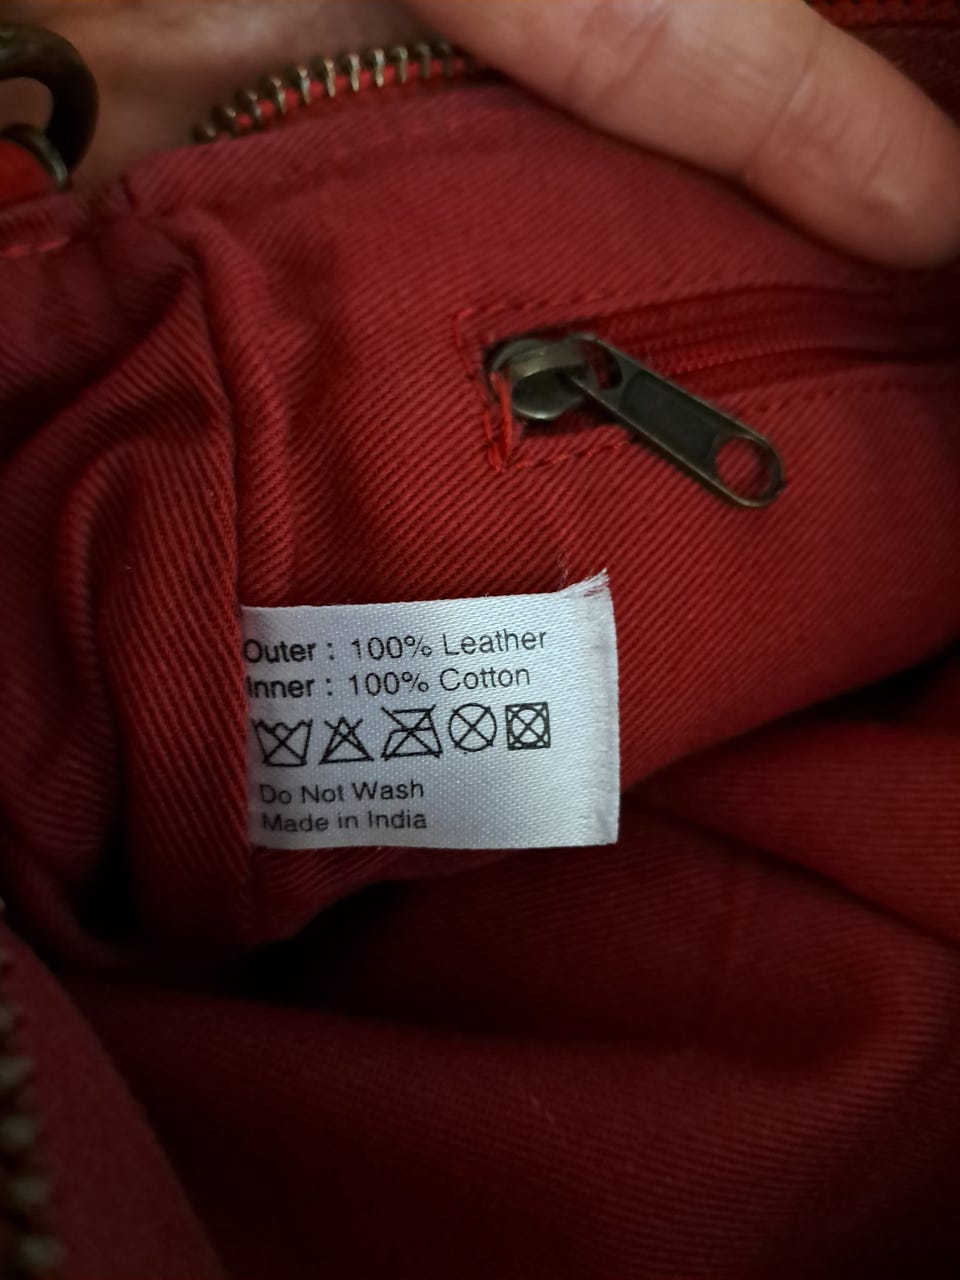 Outer : 100% Leather
Inner : 100% Cotton
Do Not Wash
Made in India